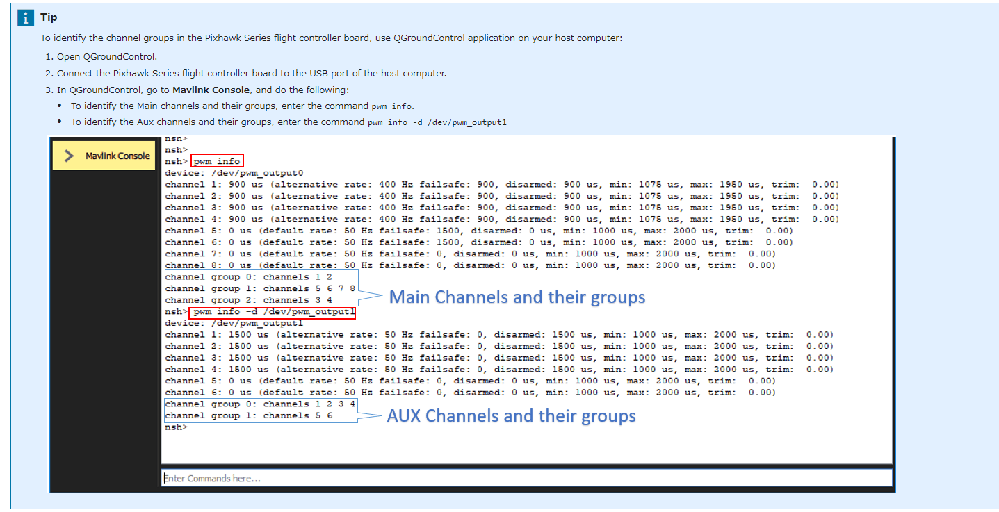 Tip
To identify the channel groups in the Pixhawk Series flight controller board, use QGroundControl application on your host computer:
1. Open QGroundControl.
2. Connect the Pixhawk Series flight controller board to the USB port of the host computer.
3. In QGroundControl, go to Mavlink Console, and do the following:
• To identify the Main channels and their groups, enter the command pwm info.
• To identify the Aux channels and their groups, enter the command pwm info -d /dev/pwm_output1
Mavlink Console
nsh>
nsh>
nsh> pwm info
device: /dev/pwm_output0
channel 1: 900 us (alternative rate: 400 Hz failsafe: 900, disarmed: 900 us, min: 1075 us, max: 1950 us, trim:  0.00)
channel 2: 900 us (alternative rate: 400 Hz failsafe: 900, disarmed: 900 us, min: 1075 us, max: 1950 us, trim:  0.00)
channel 3: 900 us (alternative rate: 400 Hz failsafe: 900, disarmed: 900 us, min: 1075 us, max: 1950 us, trim:  0.00)
channel 4: 900 us (alternative rate: 400 Hz failsafe: 900, disarmed: 900 us, min: 1075 us, max: 1950 us, trim:  0.00)
channel 5: 0 us (default rate: 50 Hz failsafe: 1500, disarmed: 0 us, min: 1000 us, max: 2000 us, trim:  0.00)
channel 6: 0 us (default rate: 50 Hz failsafe: 1500, disarmed: 0 us, min: 1000 us, max: 2000 us, trim:  0.00)
channel 7: 0 us (default rate: 50 Hz failsafe: 0, disarmed: 0 us, min: 1000 us, max: 2000 us, trim:  0.00)
channel 8: 0 us (default rate: 50 Hz failsafe: 0, disarmed: 0 us, min: 1000 us, max: 2000 us, trim:  0.00)
channel group 0: channels 1 2
channel group 1: channels 5 6 7 8
channel group 2: channels 3 4
Main Channels and their groups
nsh> pwm info -d /dev/pwm_output1
device: /dev/pwm_output1
channel 1: 1500 us (alternative rate: 50 Hz failsafe: 0, disarmed: 1500 us, min: 1000 us, max: 2000 us, trim:  0.00)
channel 2: 1500 us (alternative rate: 50 Hz failsafe: 0, disarmed: 1500 us, min: 1000 us, max: 2000 us, trim:  0.00)
channel 3: 1500 us (alternative rate: 50 Hz failsafe: 0, disarmed: 1500 us, min: 1000 us, max: 2000 us, trim:  0.00)
channel 4: 1500 us (alternative rate: 50 Hz failsafe: 0, disarmed: 1500 us, min: 1000 us, max: 2000 us, trim:  0.00)
channel 5: 0 us (default rate: 50 Hz failsafe: 0, disarmed: 0 us, min: 1000 us, max: 2000 us, trim:  0.00)
channel 6: 0 us (default rate: 50 Hz failsafe: 0, disarmed: 0 us, min: 1000 us, max: 2000 us, trim:  0.00)
channel group 0: channels 1 2 3 4
channel group 1: channels 5 6
AUX Channels and their groups
nsh>
Enter Commands here...